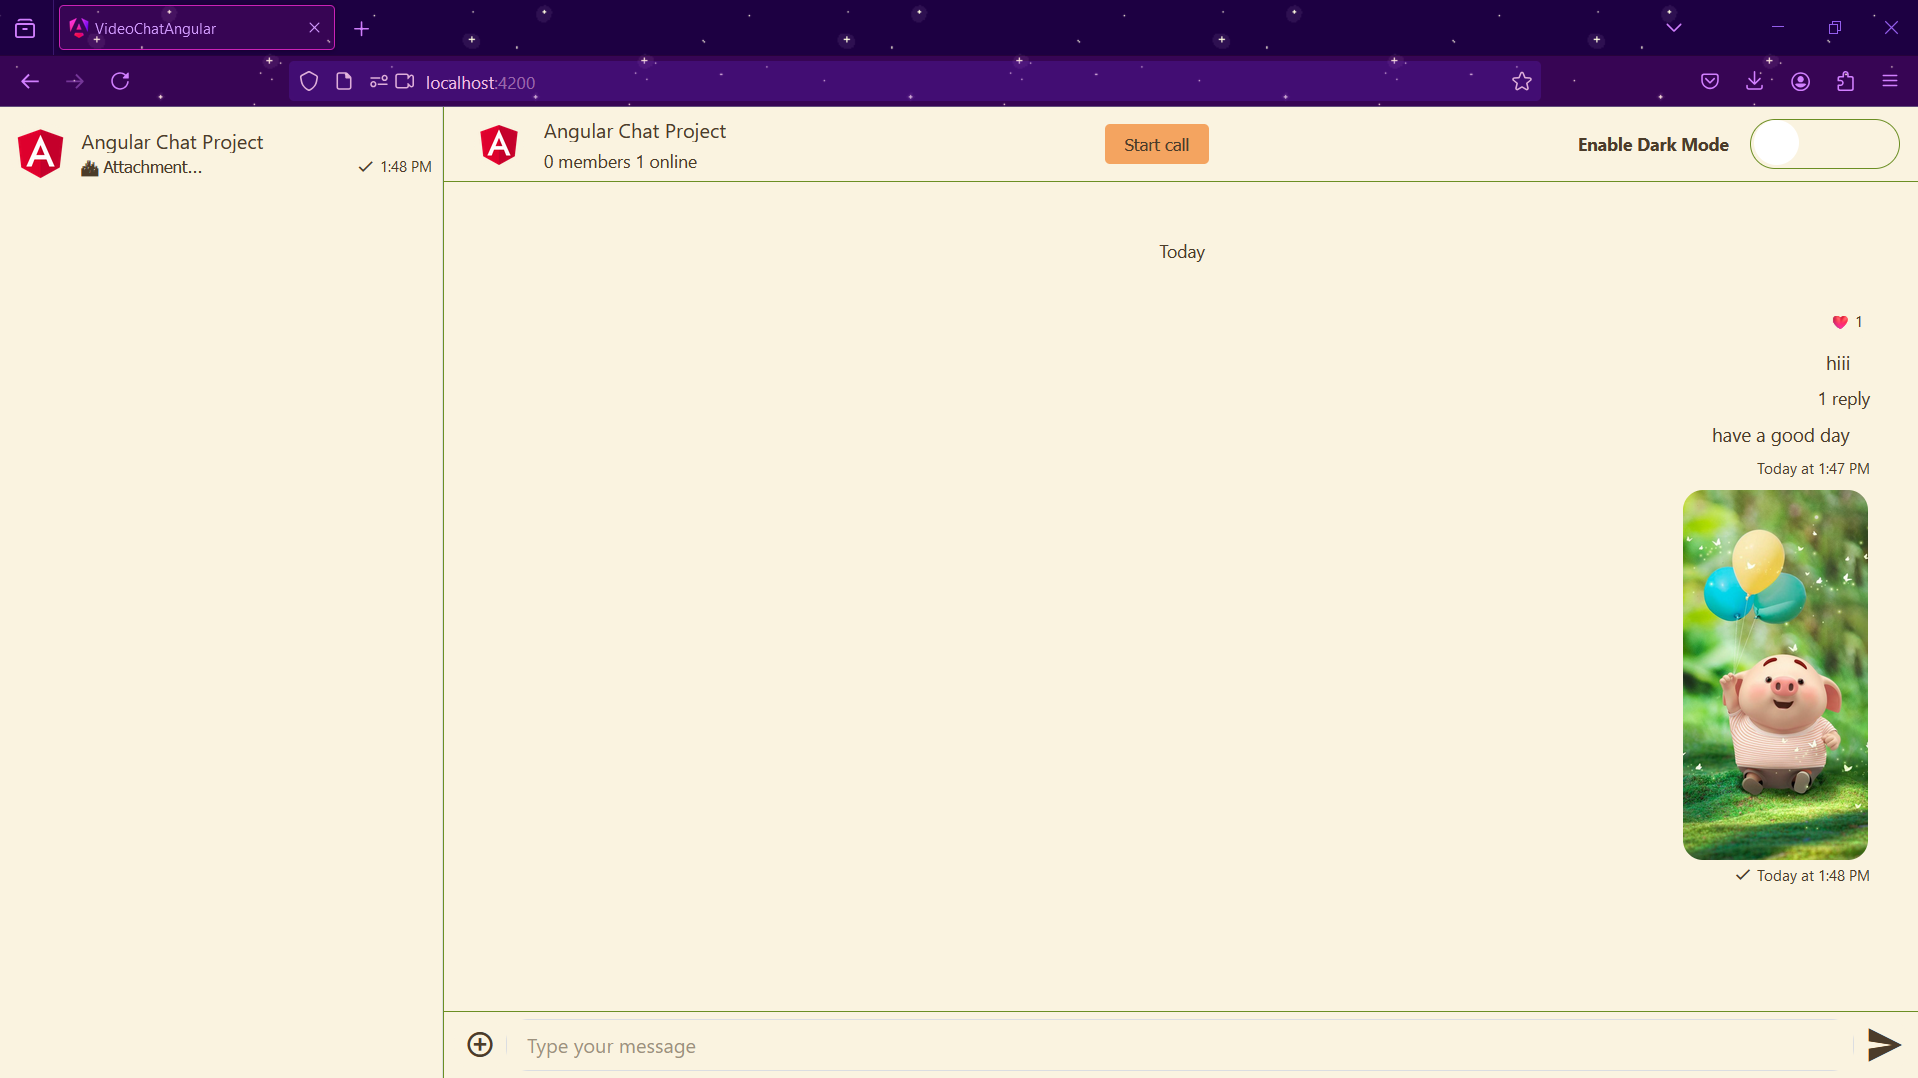 VideoChatAngular
localhost:4200
Angular Chat Project
Attachment...
1:48 PM
Angular Chat Project
0 members 1 online
Start call
Enable Dark Mode
Today
1
hiii
1 reply
have a good day
Today at 1:47 PM
Today at 1:48 PM
Type your message